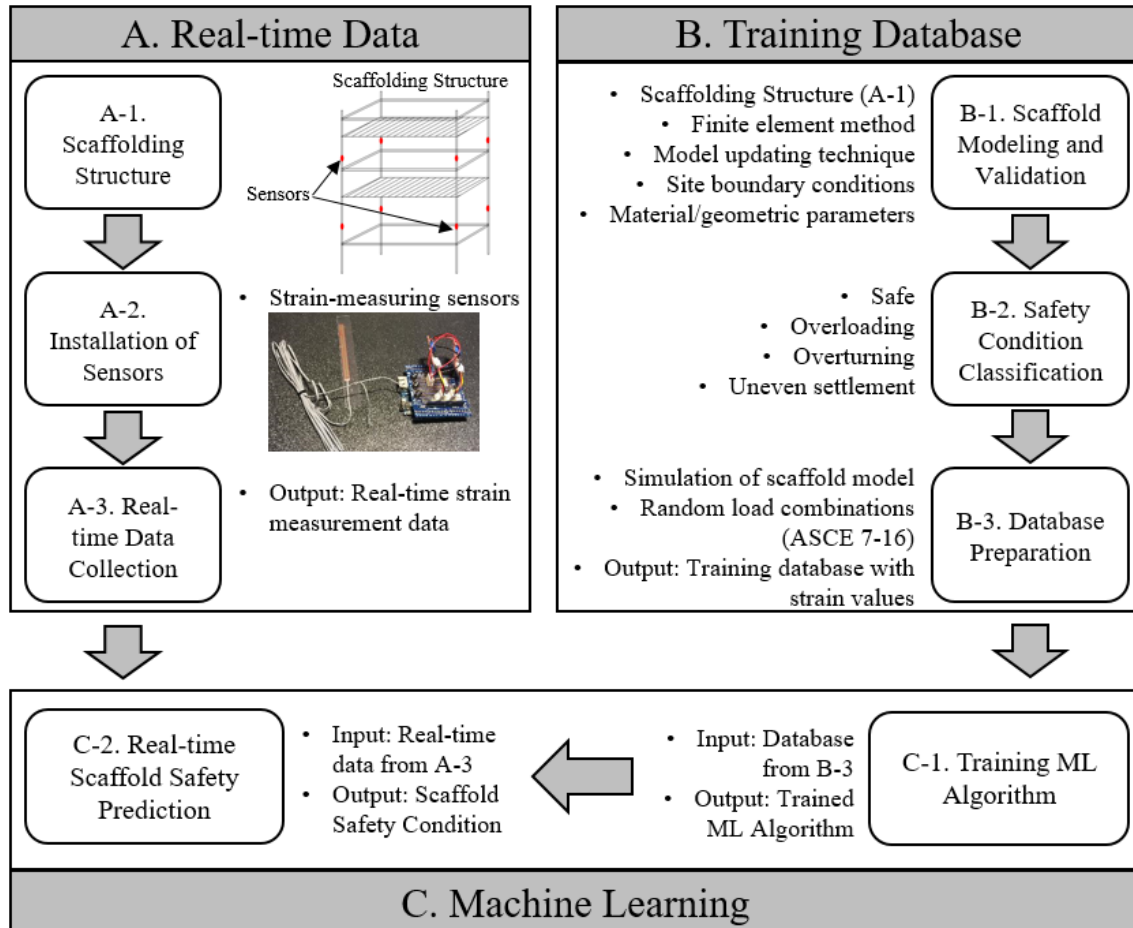 A. Real-time Data
A-1.
Scaffolding
Structure
Scaffolding Structure
Sensors
A-2.
Installation of
Sensors
• Strain-measuring sensors
A-3. Real-
time Data
Collection
• Output: Real-time strain
measurement data
B. Training Database
• Scaffolding Structure (A-1)
• Finite element method
• Model updating technique
• Site boundary conditions
• Material/geometric parameters
B-1. Scaffold
Modeling and
Validation
• Safe
• Overloading
• Overturning
• Uneven settlement
B-2. Safety
Condition
Classification
• Simulation of scaffold model
• Random load combinations
(ASCE 7-16)
• Output: Training database with
strain values
B-3. Database
Preparation
C-2. Real-time
Scaffold Safety
Prediction
• Input: Real-time
data from A-3
• Output: Scaffold
Safety Condition
• Input: Database
from B-3
• Output: Trained
ML Algorithm
C-1. Training ML
Algorithm
C. Machine Learning